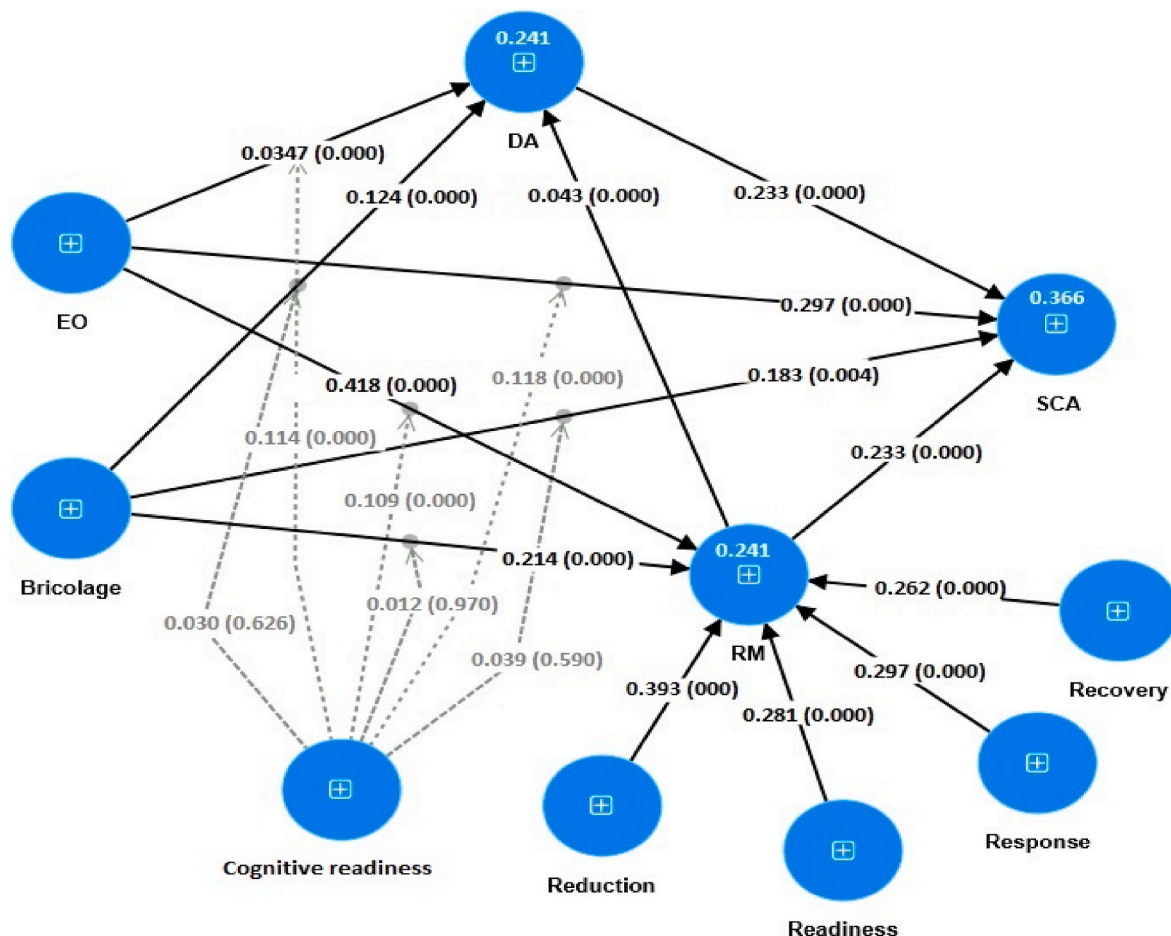 0.241
DA
0.0347 (0.000)
0.124 (0.000)
0.043 (0.000)
0.233 (0.000)
EO
0.297 (0.000)
0.366
SCA
0.418 (0.000)
0.118 (0.000)
0.183 (0.004)
0.114 (0.000)
0.233 (0.000)
0.109 (0.000)
Bricolage
0.214 (0.000)
0.241
RM
0.262 (0.000)
Recovery
0.030 (0.626)
0.012 (0.970)
0.039 (0.590)
0.393 (000)
0.297 (0.000)
0.281 (0.000)
Cognitive readiness
Reduction
Readiness
Response